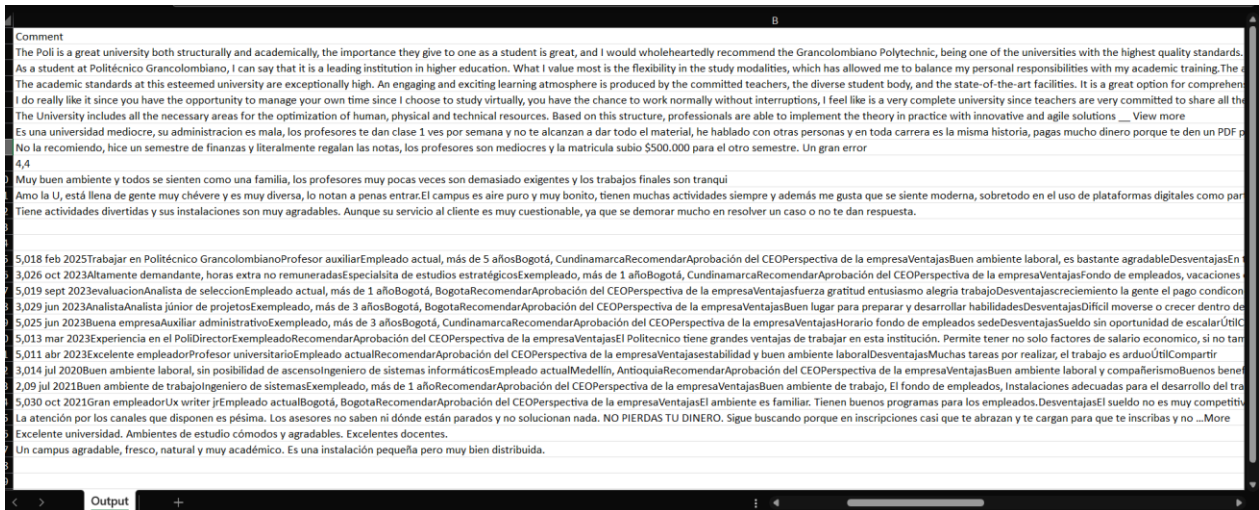 B
Comment
The Poli is a great university both structurally and academically, the importance they give to one as a student is great, and I would wholeheartedly recommend the Grancolombiano Polytechnic, being one of the universities with the highest quality standards.
As a student at Politécnico Grancolombiano, I can say that it is a leading institution in higher education. What I value most is the flexibility in the study modalities, which has allowed me to balance my personal responsibilities with my academic training.The
The academic standards at this esteemed university are exceptionally high. An engaging and exciting learning atmosphere is produced by the committed teachers, the diverse student body, and the state-of-the-art facilities. It is a great option for comprehen
I do really like it since you have the opportunity to manage your own time since I choose to study virtually, you have the chance to work normally without interruptions, I feel like is a very complete university since teachers are very committed to share all the
The University includes all the necessary areas for the optimization of human, physical and technical resources. Based on this structure, professionals are able to implement the theory in practice with innovative and agile solutions __ View more
Es una universidad mediocre, su administracion es mala, los profesores te dan clase 1 ves por semana y no te alcanzan a dar todo el material, he hablado con otras personas y en toda carrera es la misma historia, pagas mucho dinero porque te den un PDF p
No la recomiendo, hice un semestre de finanzas y literalmente regalan las notas, los profesores son mediocres y la matricula subio $500.000 para el otro semestre. Un gran error
4,4
Muy buen ambiente y todos se sienten como una familia, los profesores muy pocas veces son demasiado exigentes y los trabajos finales son tranqui
Amo la U, está llena de gente muy chévere y es muy diversa, lo notan a penas entrar.El campus es aire puro y muy bonito, tienen muchas actividades siempre y además me gusta que se siente moderna, sobretodo en el uso de plataformas digitales como par
Tiene actividades divertidas y sus instalaciones son muy agradables. Aunque su servicio al cliente es muy cuestionable, ya que se demorar mucho en resolver un caso o no te dan respuesta.
5,018 feb 2025Trabajar en Politécnico GrancolombianoProfesor auxiliarEmpleado actual, más de 5 añosBogotá, CundinamarcaRecomendarAprobación del CEOPerspectiva de la empresaVentajasBuen ambiente laboral, es bastante agradableDesventajasEn
3,026 oct 2023Altamente demandante, horas extra no remuneradasEspecialsita de estudios estratégicosExempleado, más de 1 añoBogotá, CundinamarcaRecomendarAprobación del CEOPerspectiva de la empresaVentajasFondo de empleados, vacaciones
5,019 sept 2023evaluacionAnalista de seleccionEmpleado actual, más de 1 añoBogotá, BogotaRecomendarAprobación del CEOPerspectiva de la empresaVentajasfuerza gratitud entusiasmo alegria trabajoDesventajascreciemiento la gente el pago condicon
3,029 jun 2023AnalistaAnalista júnior de projetosExempleado, más de 3 añosBogotá, BogotaRecomendarAprobación del CEOPerspectiva de la empresaVentajasBuen lugar para preparar y desarrollar habilidadesDesventajasDifícil moverse o crecer dentro de
5,025 jun 2023Buena empresaAuxiliar administrativoExempleado, más de 3 añosBogotá, CundinamarcaRecomendarAprobación del CEOPerspectiva de la empresaVentajasHorario fondo de empleados sedeDesventajasSueldo sin oportunidad de escalarÚtilC
5,013 mar 2023Experiencia en el PoliDirectorExempleadoRecomendarAprobación del CEOPerspectiva de la empresaVentajasEl Politecnico tiene grandes ventajas de trabajar en esta institución. Permite tener no solo factores de salario economico, si no tam
5,011 abr 2023Excelente empleadorProfesor universitarioEmpleado actualRecomendarAprobación del CEOPerspectiva de la empresaVentajasestabilidad y buen ambiente laboralDesventajasMuchas tareas por realizar, el trabajo es arduoÚtilCompartir
3,014 jul 2020Buen ambiente laboral, sin posibilidad de ascensoIngeniero de sistemas informáticosEmpleado actualMedellín, AntioquiaRecomendarAprobación del CEOPerspectiva de la empresaVentajasBuen ambiente laboral y compañerismoBuenos benef
2,09 jul 2021Buen ambiente de trabajoIngeniero de sistemasExempleado, más de 1 añoRecomendarAprobación del CEOPerspectiva de la empresaVentajasBuen ambiente de trabajo, El fondo de empleados, Instalaciones adecuadas para el desarrollo del tra
5,030 oct 2021Gran empleadorUx writer jrEmpleado actualBogotá, BogotaRecomendarAprobación del CEOPerspectiva de la empresaVentajasEl ambiente es familiar. Tienen buenos programas para los empleados.DesventajasEl sueldo no es muy competitiv
La atención por los canales que disponen es pésima. Los asesores no saben ni dónde están parados y no solucionan nada. NO PIERDAS TU DINERO. Sigue buscando porque en inscripciones casi que te abrazan y te cargan para que te inscribas y no ...More
Excelente universidad. Ambientes de estudio cómodos y agradables. Excelentes docentes.
Un campus agradable, fresco, natural y muy académico. Es una instalación pequeña pero muy bien distribuida.
Output